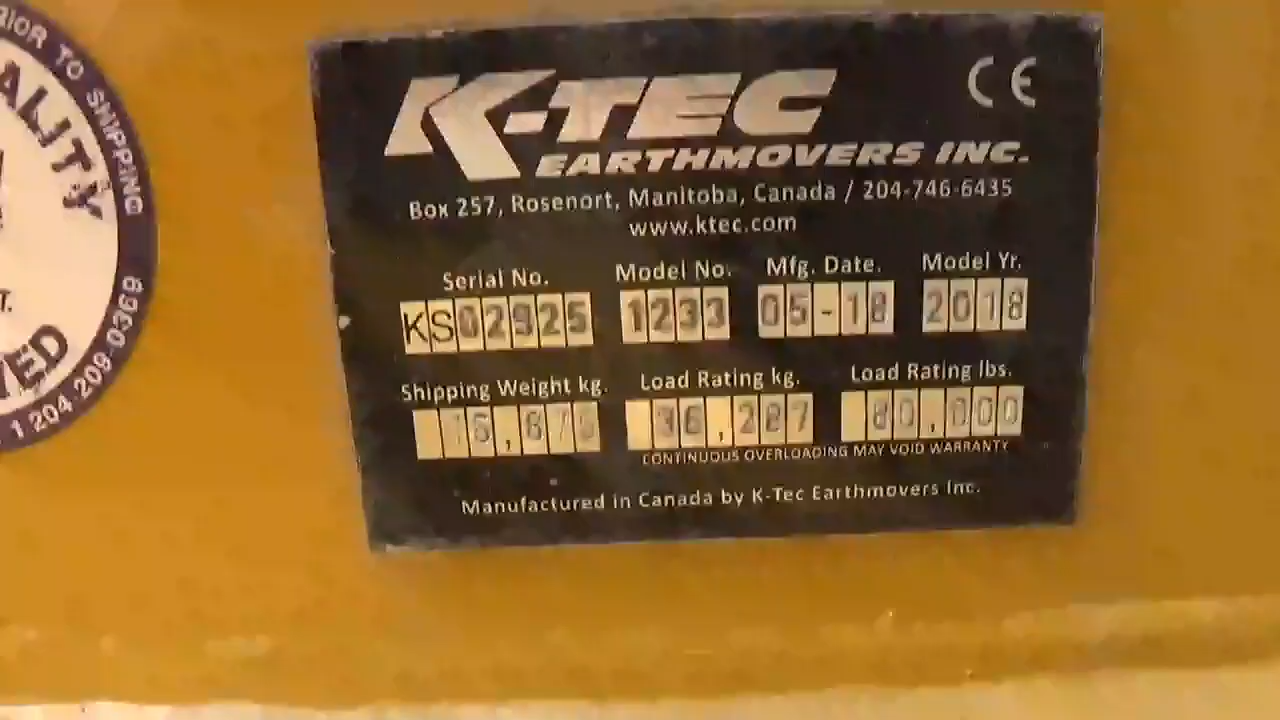 RIOR TO SHIPPING
ALITY
T.
VED
1 204 209 0369
K-TEC
EARTHMOVERS INC.
CE
Box 257, Rosenort, Manitoba, Canada / 204-746-6435
www.ktec.com
Serial No. Model No. Mfg. Date. Model Yr.
KS02925 1233 05-18 2018
Shipping Weight kg. Load Rating kg. Load Rating lbs.
36,287 80,000
CONTINUOUS OVERLOADING MAY VOID WARRANTY
Manufactured in Canada by K-Tec Earthmovers Inc.